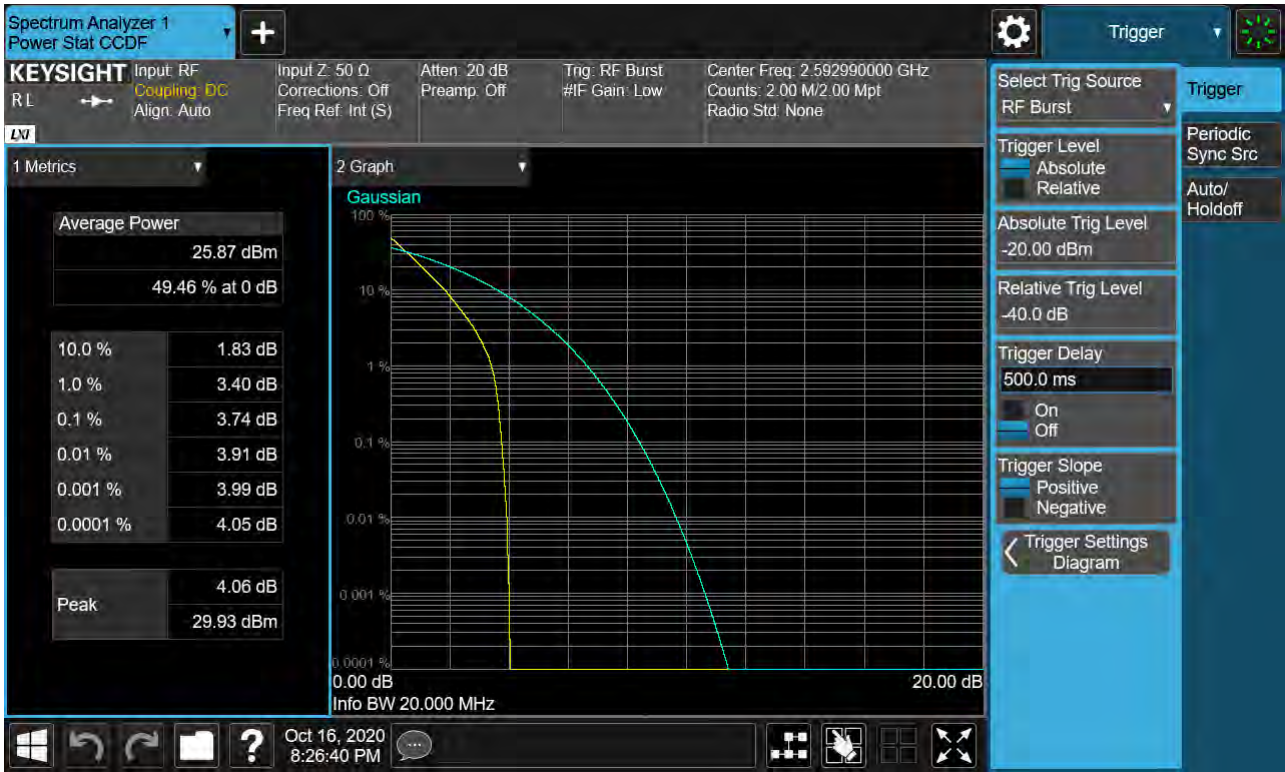 Spectrum Analyzer 1
Power Stat CCDF
+
Trigger
KEYSIGHT
RL
LXI
Input: RF
Coupling: DC
Align: Auto
Input Z: 50 Ω
Corrections: Off
Freq Ref: Int (S)
Atten: 20 dB
Preamp: Off
Trig: RF Burst
#IF Gain: Low
Center Freq: 2.592990000 GHz
Counts: 2.00 M/2.00 Mpt
Radio Std: None
1 Metrics
Average Power
25.87 dBm
49.46 % at 0 dB
10.0 % 1.83 dB
1.0 % 3.40 dB
0.1 % 3.74 dB
0.01 % 3.91 dB
0.001 % 3.99 dB
0.0001 % 4.05 dB
Peak
4.06 dB
29.93 dBm
2 Graph
Gaussian
100 %
10 %
1 %
0.1 %
0.01 %
0.001 %
0.0001 %
0.00 dB 20.00 dB
Info BW 20.000 MHz
Select Trig Source
RF Burst
Trigger Level
Absolute
Relative
Absolute Trig Level
-20.00 dBm
Relative Trig Level
-40.0 dB
Trigger Delay
500.0 ms
On
Off
Trigger Slope
Positive
Negative
Trigger Settings
Diagram
Trigger
Periodic
Sync Src
Auto/
Holdoff
?
Oct 16, 2020
8:26:40 PM